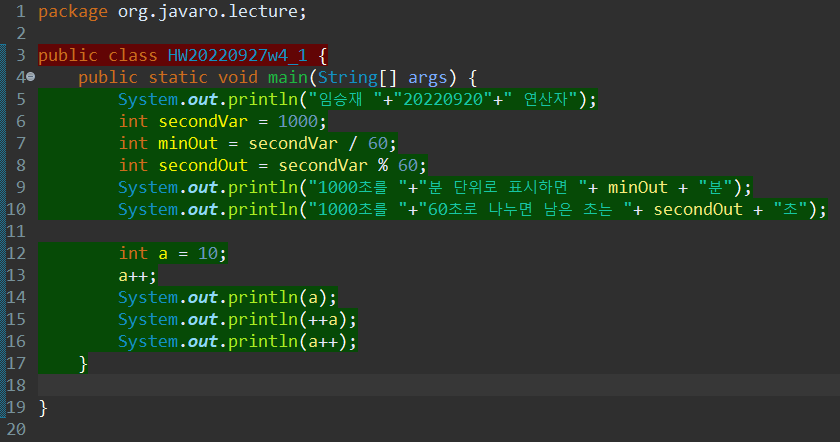 1 package org.javaro.lecture;
2
3 public class HW20220927w4_1 {
4     public static void main(String[] args) {
5         System.out.println("임승재 "+"20220920"+" 연산자");
6         int secondVar = 1000;
7         int minOut = secondVar / 60;
8         int secondOut = secondVar % 60;
9         System.out.println("1000초를 "+"분 단위로 표시하면 "+ minOut + "분");
10         System.out.println("1000초를 "+"60초로 나누면 남은 초는 "+ secondOut + "초");
11
12         int a = 10;
13         a++;
14         System.out.println(a);
15         System.out.println(++a);
16         System.out.println(a++);
17     }
18
19 }
20